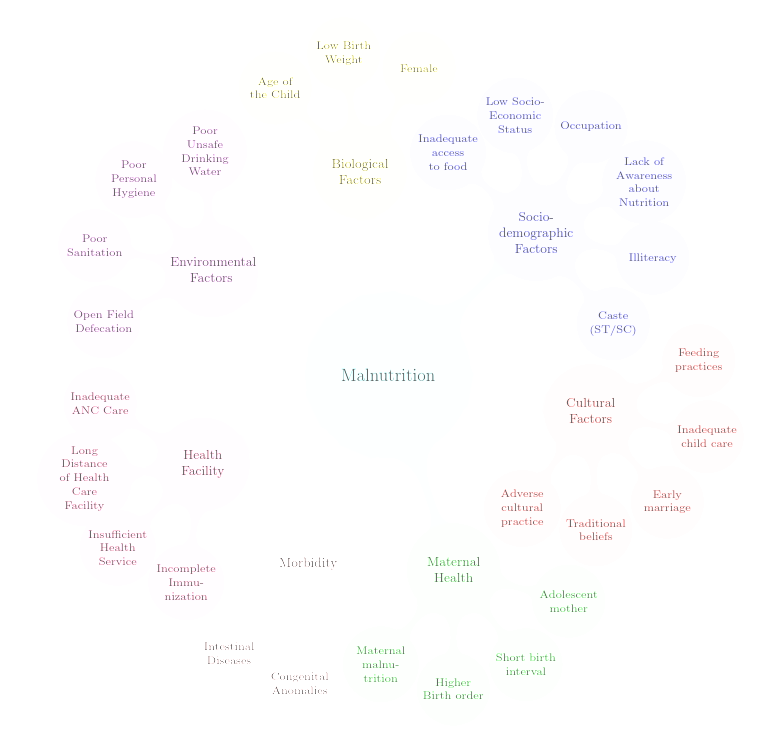 Low Birth
Weight
Female
Age of
the Child
Biological
Factors
Low Socio-
Economic
Status
Occupation
Inadequate
access
to food
Lack of
Awareness
about
Nutrition
Socio-
demographic
Factors
Illiteracy
Caste
(ST/SC)
Poor
Unsafe
Drinking
Water
Poor
Personal
Hygiene
Poor
Sanitation
Environmental
Factors
Open Field
Defecation
Malnutrition
Feeding
practices
Cultural
Factors
Inadequate
child care
Early
marriage
Traditional
beliefs
Adverse
cultural
practice
Inadequate
ANC Care
Health
Facility
Long
Distance
of Health
Care
Facility
Insufficient
Health
Service
Incomplete
Immu-
nization
Morbidity
Intestinal
Diseases
Congenital
Anomalies
Maternal
Health
Adolescent
mother
Short birth
interval
Higher
Birth order
Maternal
malnu-
trition